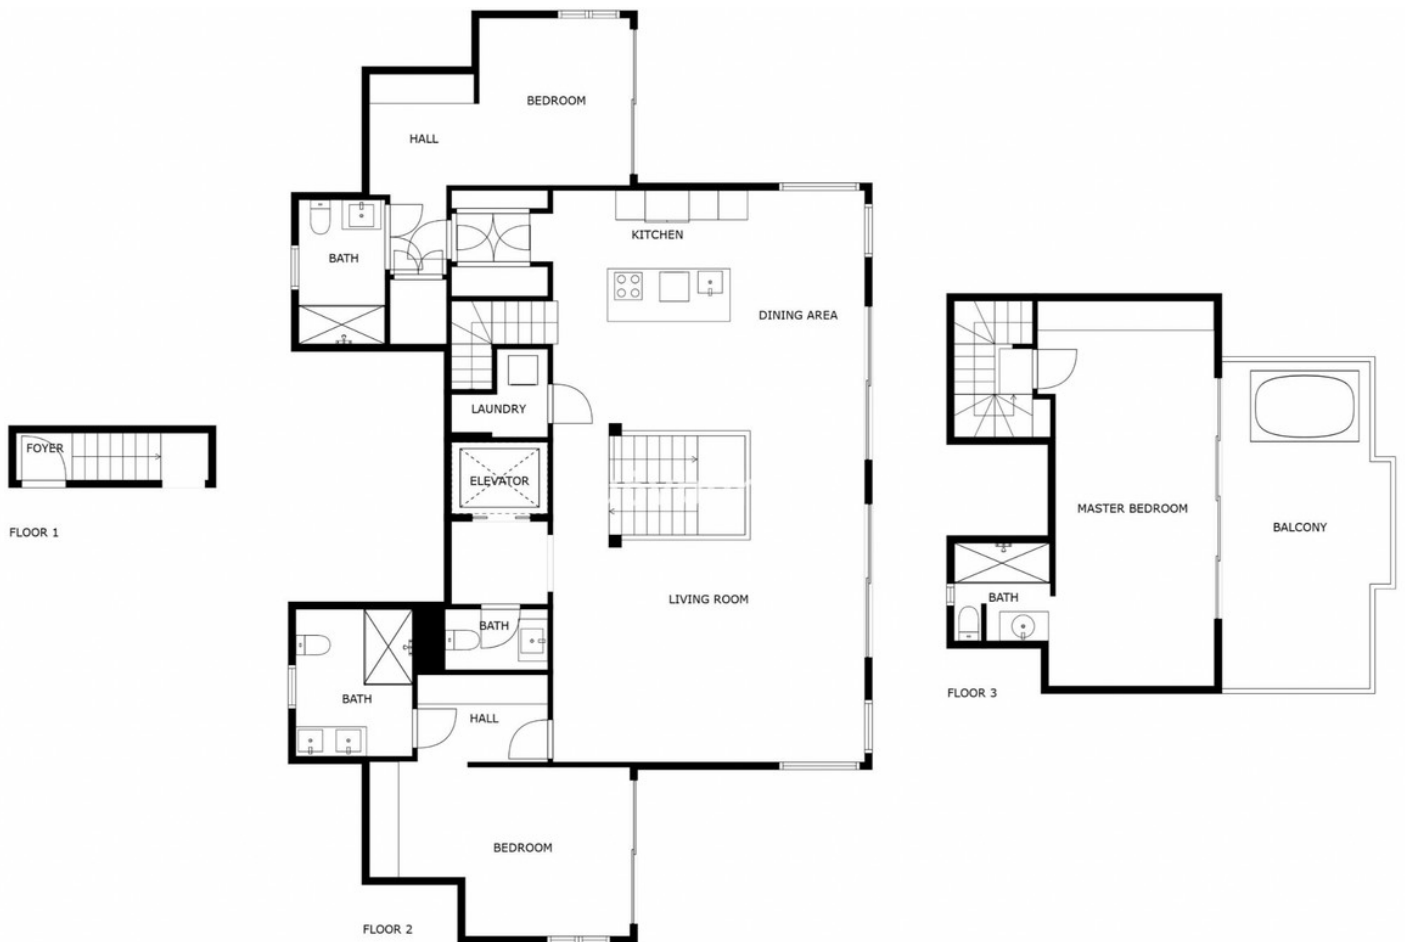 BEDROOM
HALL
KITCHEN
BATH
DINING AREA
LAUNDRY
FOYER
ELEVATOR
MASTER BEDROOM
BALCONY
FLOOR 1
LIVING ROOM
BATH
BATH
FLOOR 3
BATH
HALL
BEDROOM
FLOOR 2